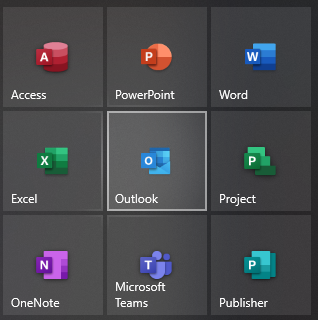 A
Access
P
PowerPoint
W
Word
X
Excel
O
Outlook
P
Project
N
OneNote
T
Microsoft
Teams
P
Publisher